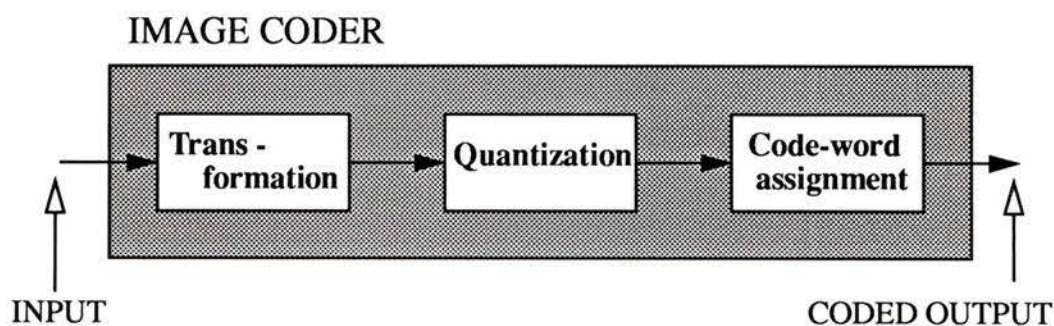 IMAGE CODER
Trans -
formation
Quantization
Code-word
assignment
INPUT
CODED OUTPUT